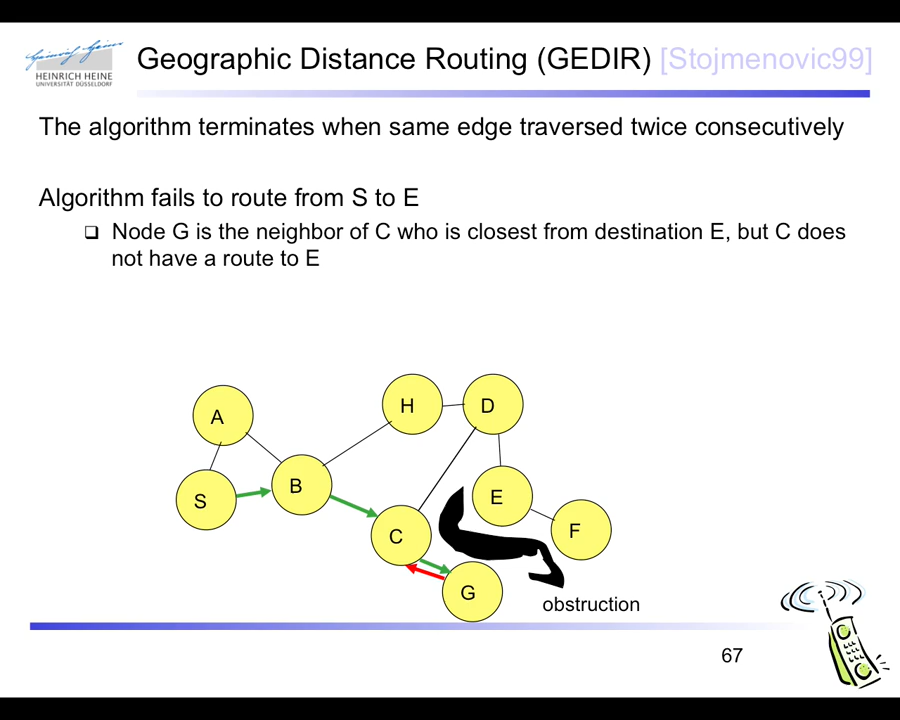 Geographic Distance Routing (GEDIR) [Stojmenovic99]
HEINRICH HEINE
UNIVERSITÄT DÜSSELDORF
The algorithm terminates when same edge traversed twice consecutively
Algorithm fails to route from S to E
❑ Node G is the neighbor of C who is closest from destination E, but C does
not have a route to E
H
D
A
B
E
S
F
C
G
obstruction
67